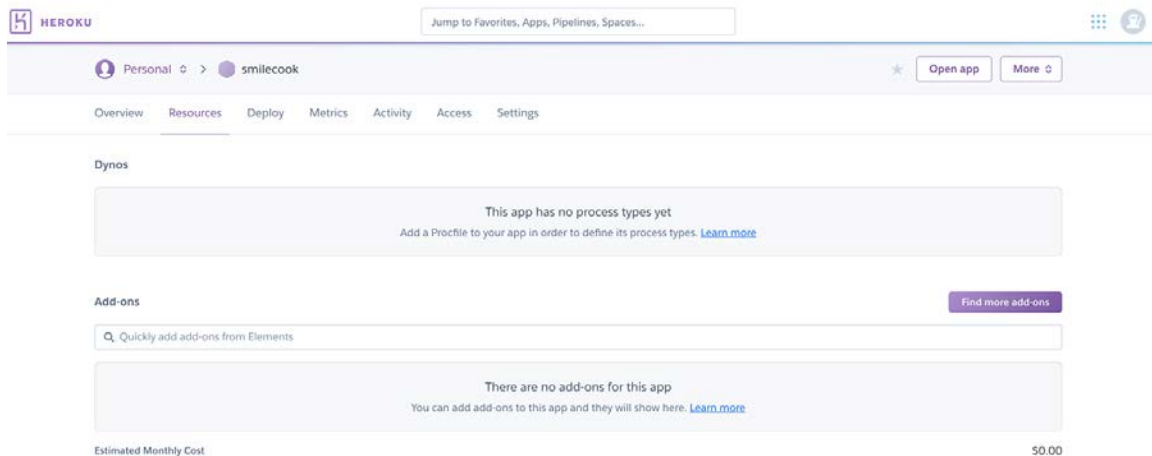 HEROKU
Jump to Favorites, Apps, Pipelines, Spaces...
Personal > smilecook
Open app
More
Overview Resources Deploy Metrics Activity Access Settings
Dynos
This app has no process types yet
Add a Procfile to your app in order to define its process types. Learn more
Add-ons
Find more add-ons
Quickly add add-ons from Elements
There are no add-ons for this app
You can add add-ons to this app and they will show here. Learn more
Estimated Monthly Cost $0.00